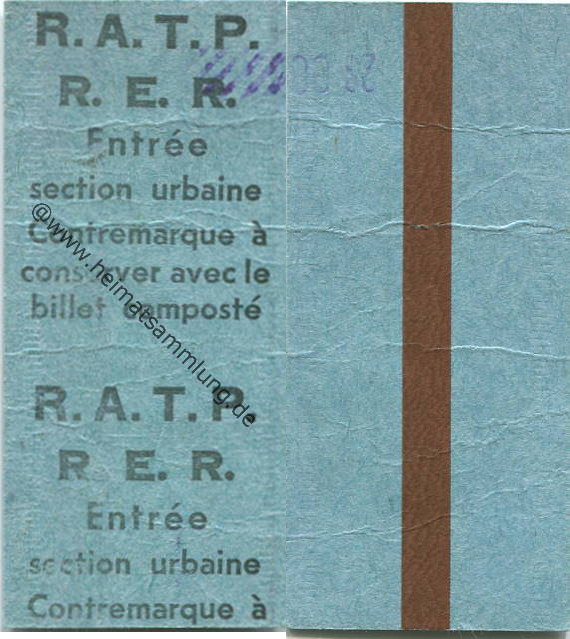 R. A. T. P.
R. E. R.
Entrée
section urbaine
Contremarque à
conserver avec le
billet composté
@www.heimatsammlung.de
R. A. T. P.
R. E. R.
Entrée
section urbaine
Contremarque à